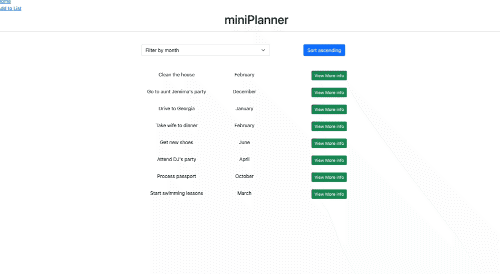 Home
Add to List
miniPlanner
Filter by month
Sort ascending
Clean the house February View More info
Go to aunt Jemima's party December View More info
Drive to Georgia January View More info
Take wife to dinner February View More info
Get new shoes June View More info
Attend DJ's party April View More info
Process passport October View More info
Start swimming lessons March View More info